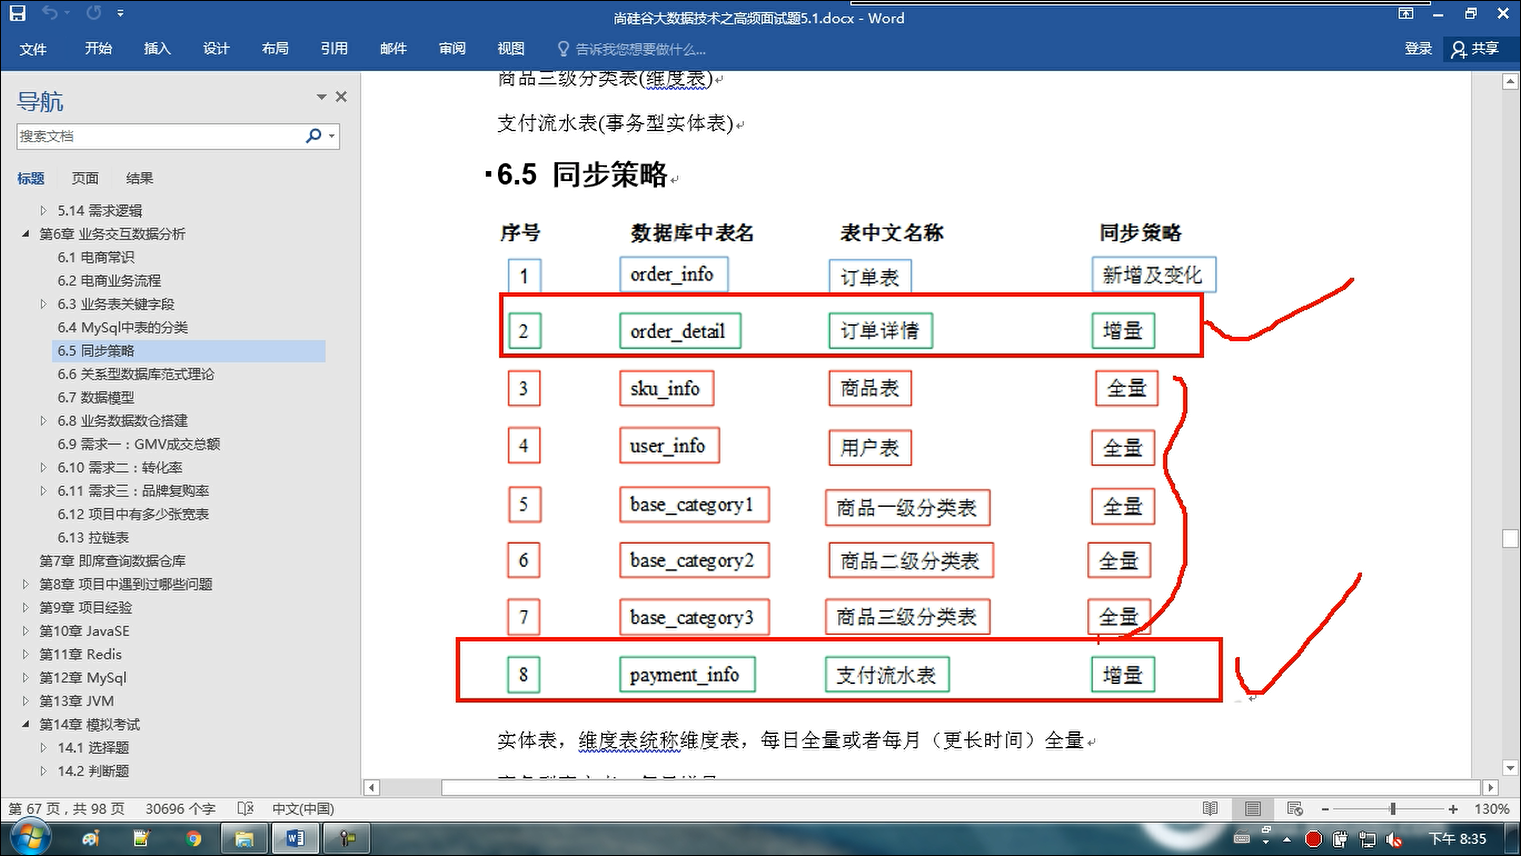 尚硅谷大数据技术之高频面试题5.1.docx - Word
文件 开始 插入 设计 布局 引用 邮件 审阅 视图 告诉我您想要做什么... 登录 共享
导航
搜索文档
标题 页面 结果
5.14 需求逻辑
第6章 业务交互数据分析
6.1 电商常识
6.2 电商业务流程
6.3 业务表关键字段
6.4 MySql中表的分类
6.5 同步策略
6.6 关系型数据库范式理论
6.7 数据模型
6.8 业务数据数仓搭建
6.9 需求一：GMV成交总额
6.10 需求二：转化率
6.11 需求三：品牌复购率
6.12 项目中有多少张宽表
6.13 拉链表
第7章 即席查询数据仓库
第8章 项目中遇到过哪些问题
第9章 项目经验
第10章 JavaSE
第11章 Redis
第12章 MySql
第13章 JVM
第14章 模拟考试
14.1 选择题
14.2 判断题
商品三级分类表(维度表)
支付流水表(事务型实体表)
6.5 同步策略
序号 数据库中表名 表中文名称 同步策略
1 order_info 订单表 新增及变化
2 order_detail 订单详情 增量
3 sku_info 商品表 全量
4 user_info 用户表 全量
5 base_category1 商品一级分类表 全量
6 base_category2 商品二级分类表 全量
7 base_category3 商品三级分类表 全量
8 payment_info 支付流水表 增量
实体表，维度表统称维度表，每日全量或者每月（更长时间）全量
第 67 页，共 98 页 30696 个字 中文(中国) 130%
下午 8:35